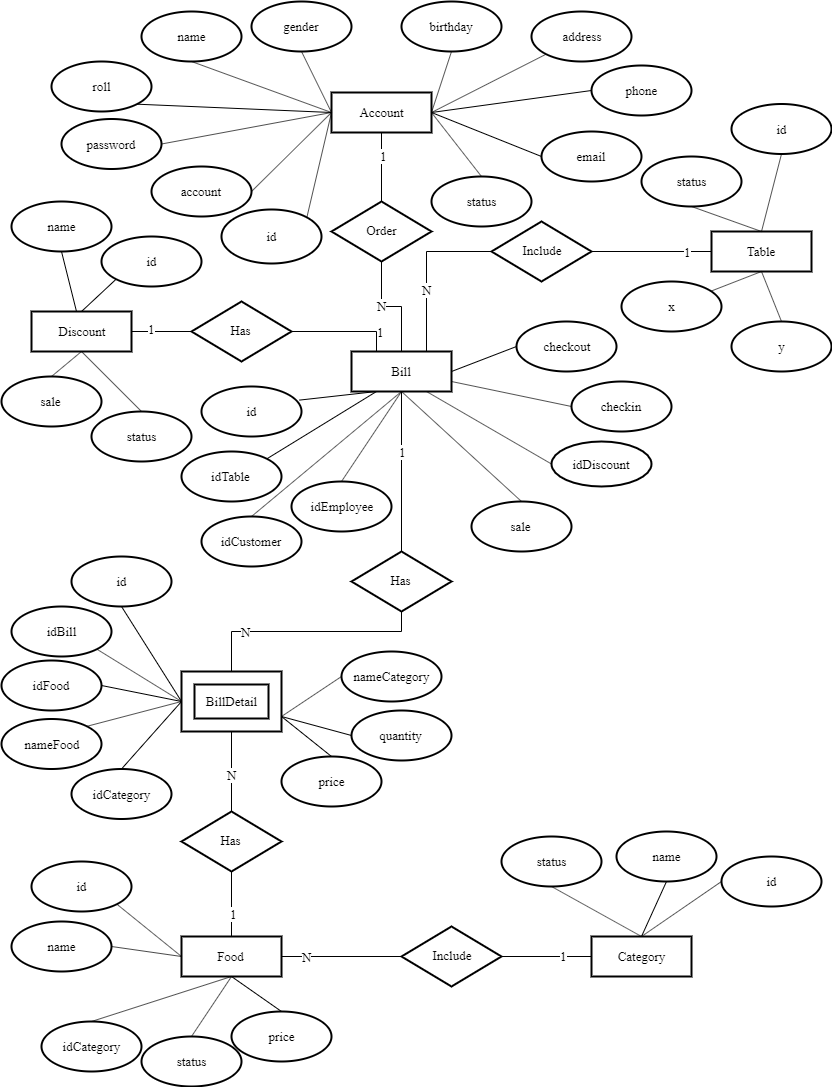 gender
birthday
name
address
roll
phone
Account
id
password
1
email
status
account
status
name
id
Order
Include
1
Table
id
N
N
x
Discount
1
Has
1
checkout
y
Bill
sale
id
checkin
status
1
idDiscount
idTable
idEmployee
sale
idCustomer
id
Has
idBill
N
nameCategory
idFood
BillDetail
quantity
nameFood
N
price
idCategory
Has
name
status
id
id
1
name
Food
N
Include
1
Category
price
idCategory
status